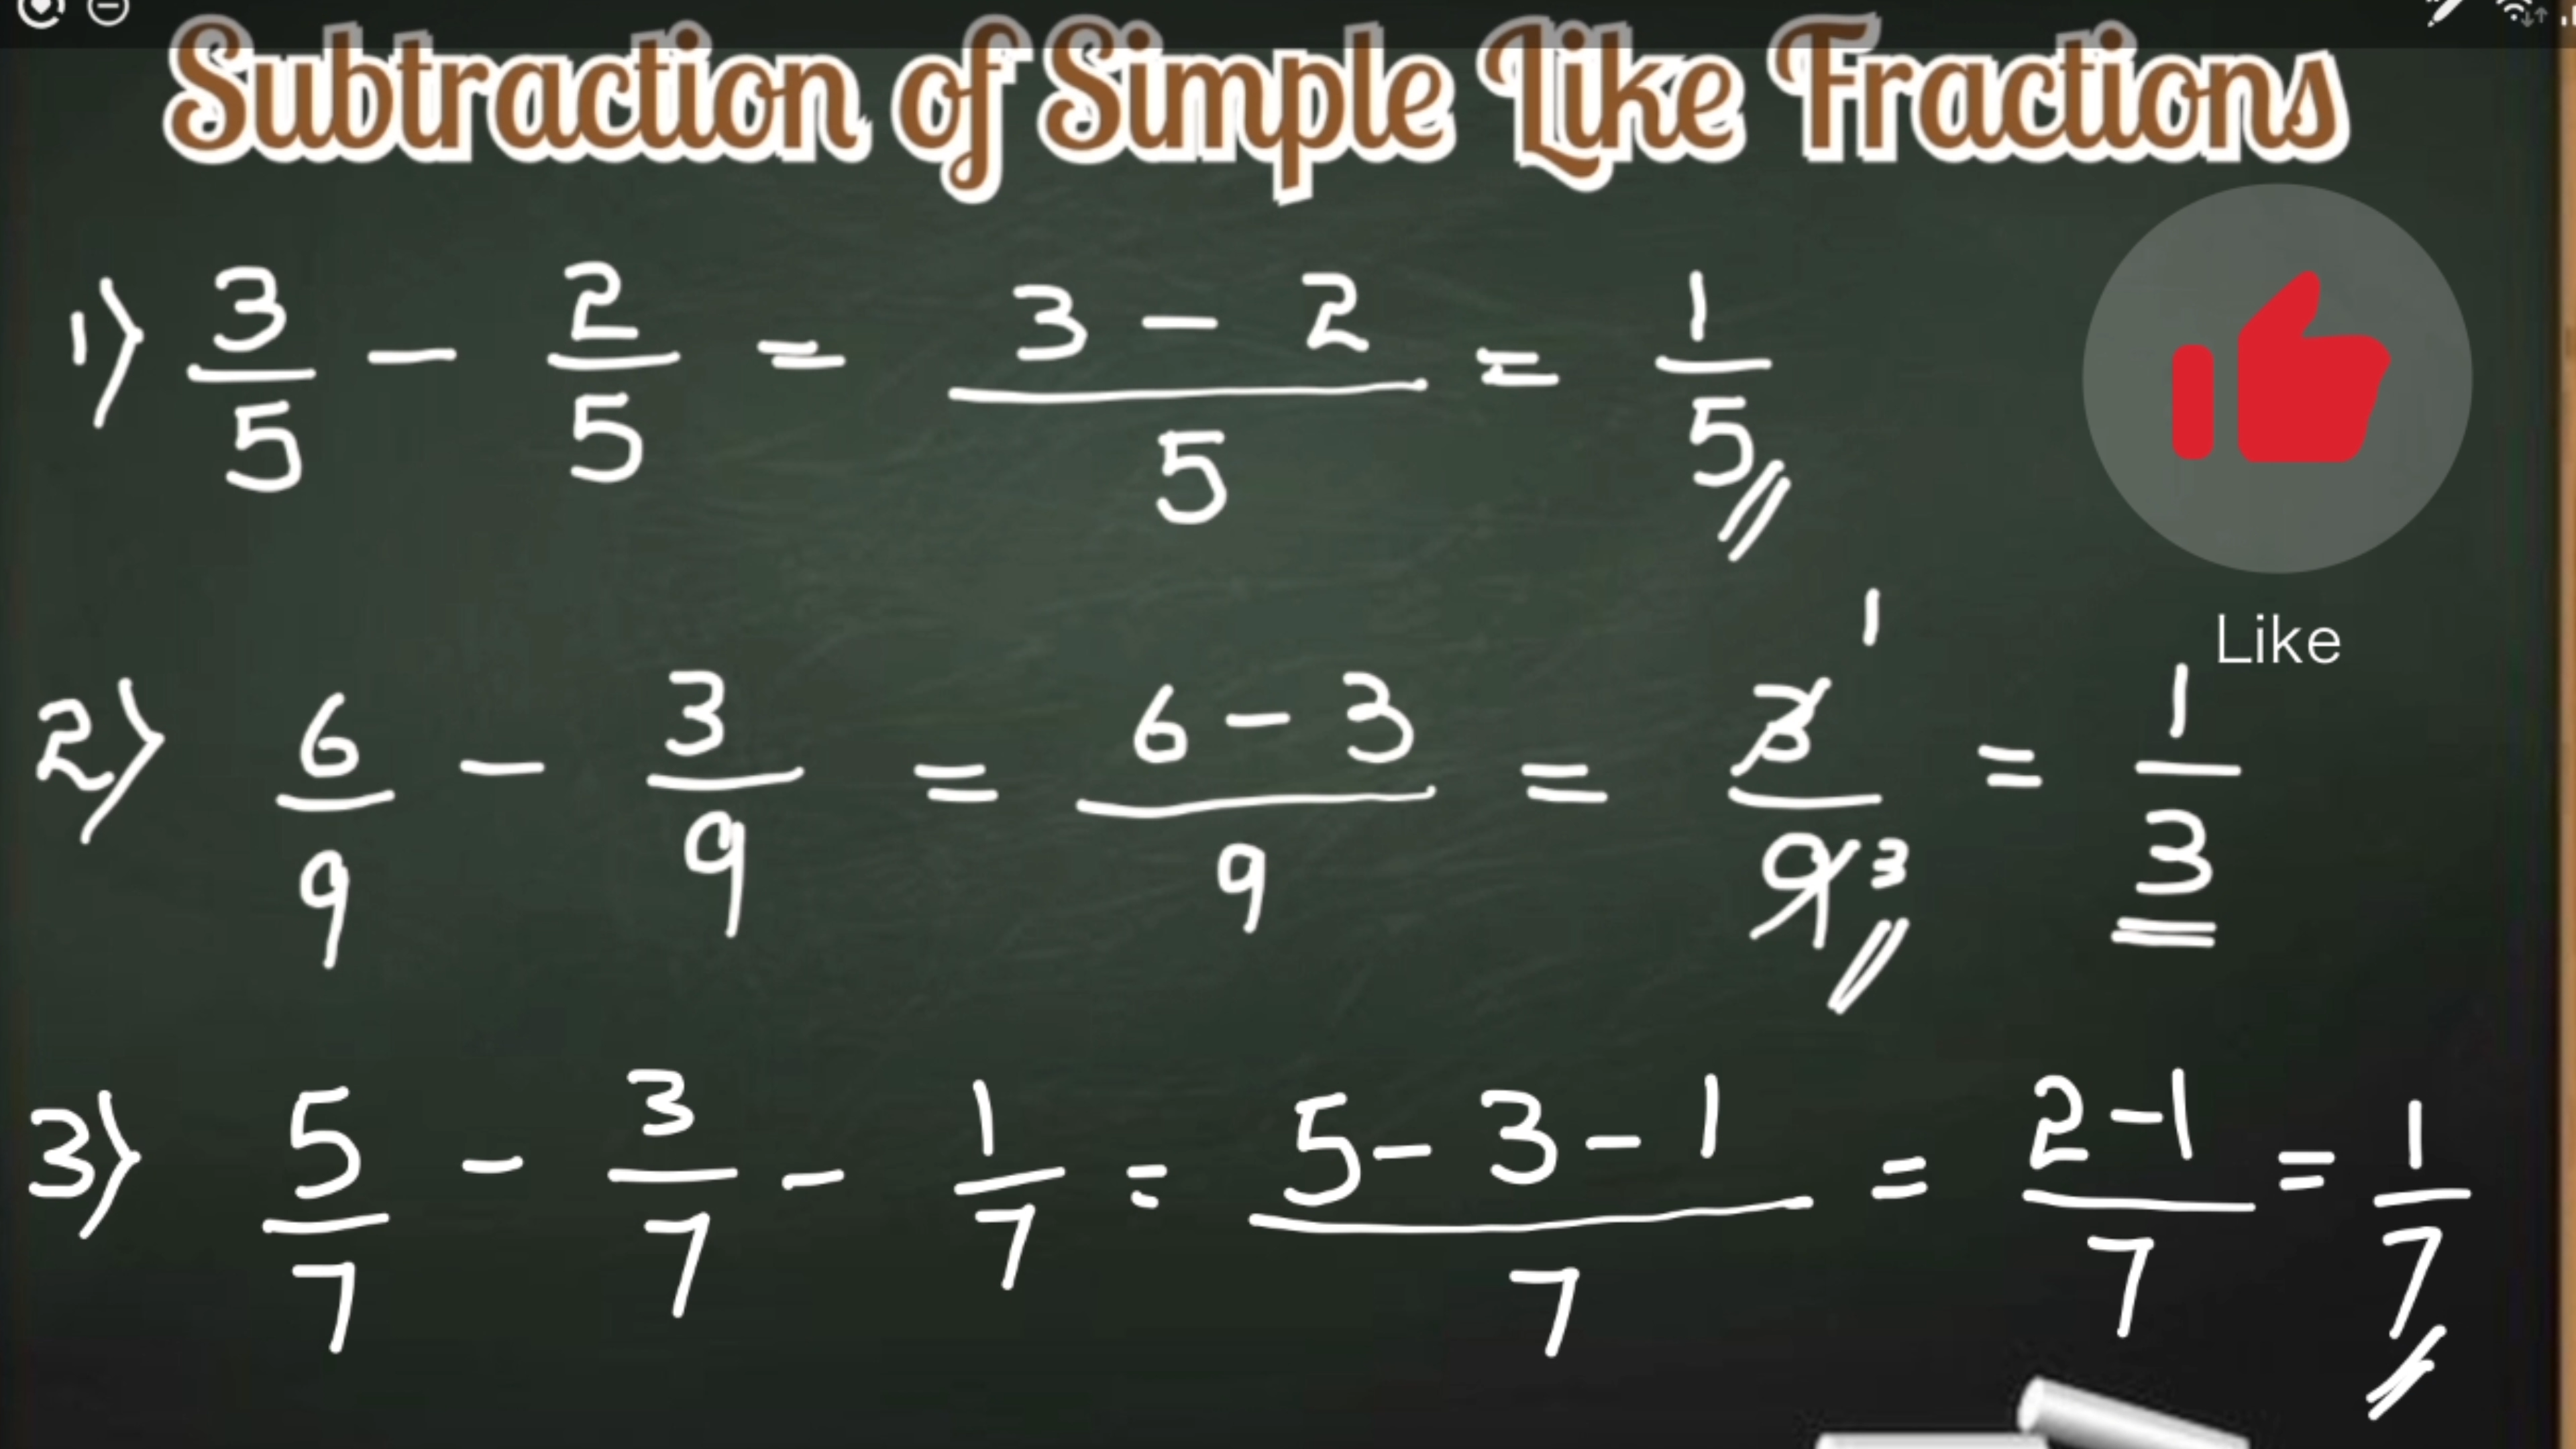 Subtraction of Simple Like Fractions
1) 3/5 - 2/5 = (3 - 2)/5 = 1/5
Like
2) 6/9 - 3/9 = (6 - 3)/9 = 3/9 1 3 = 1/3
3) 5/7 - 3/7 - 1/7 = (5 - 3 - 1)/7 = (2 - 1)/7 = 1/7